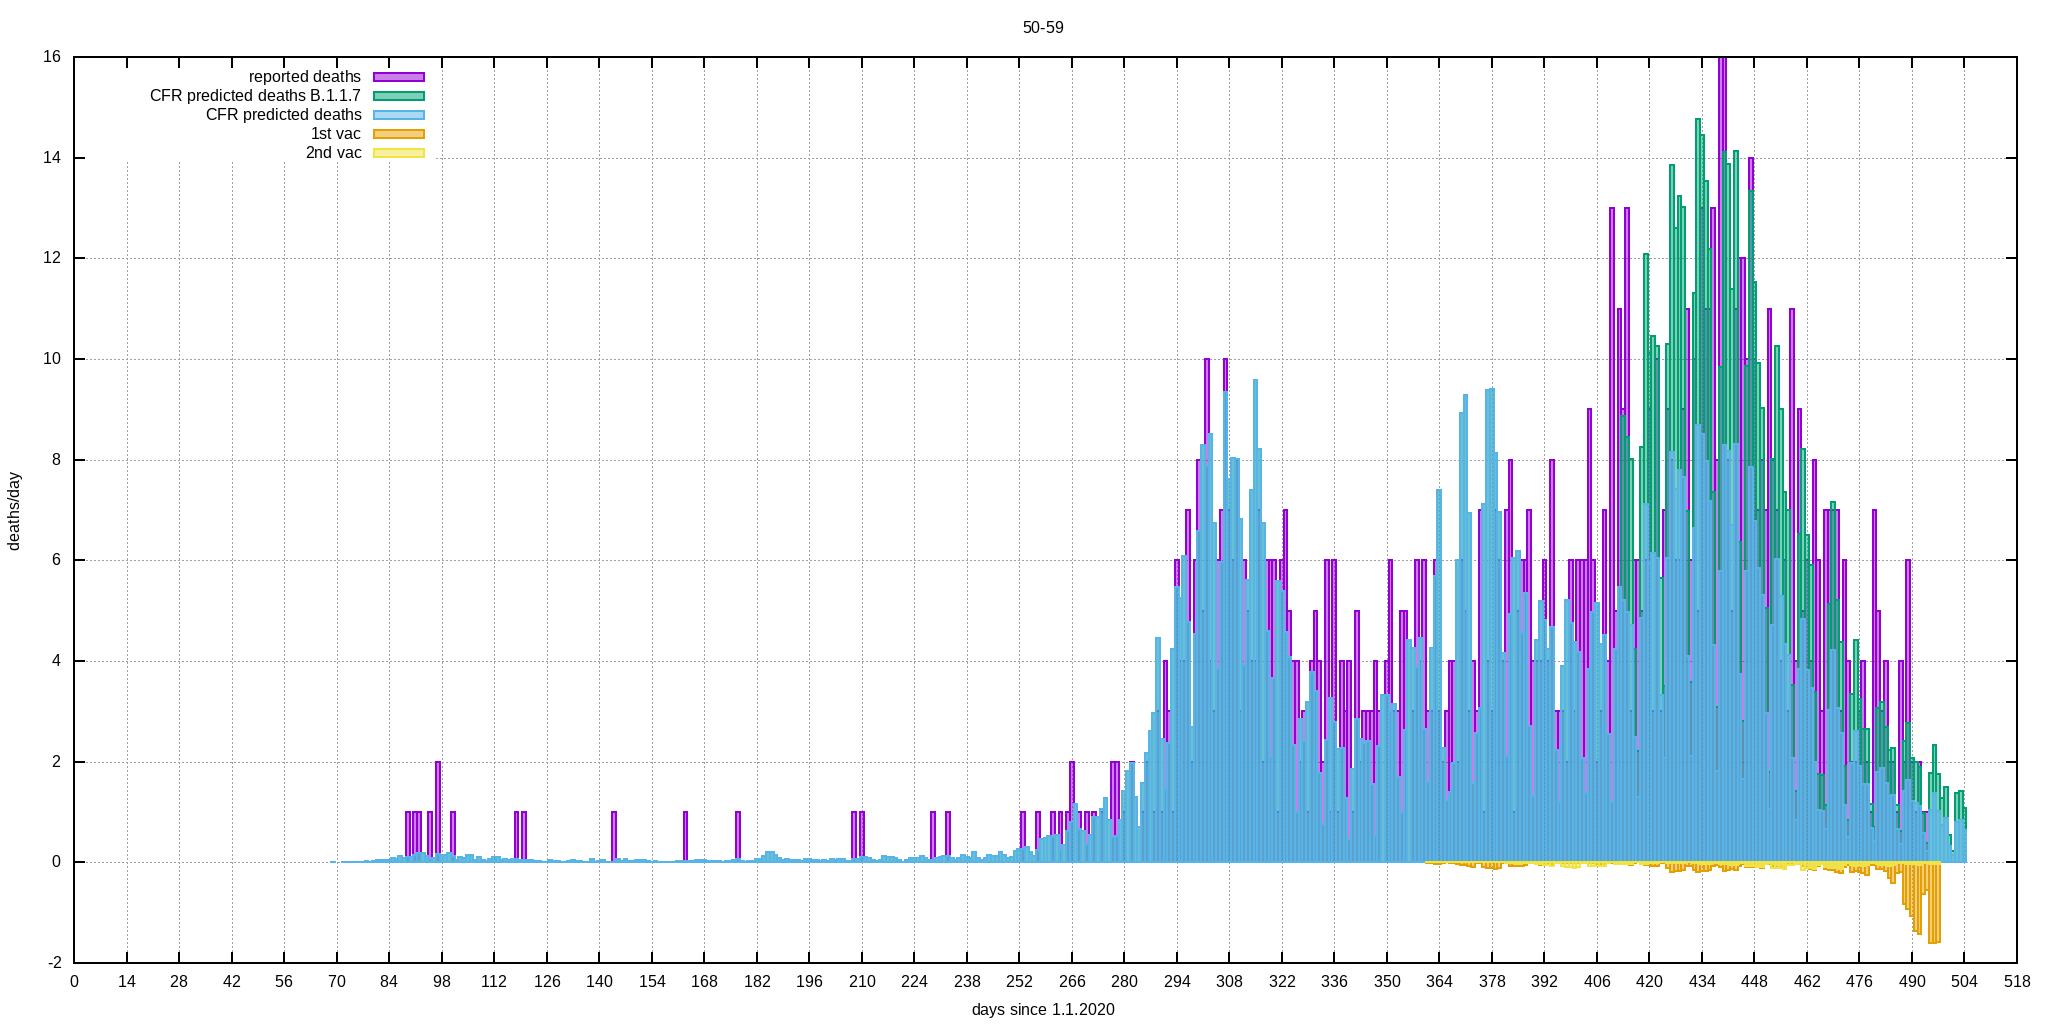 50-59
16
14
12
10
8
6
4
2
0
-2
deaths/day
reported deaths
CFR predicted deaths B.1.1.7
CFR predicted deaths
1st vac
2nd vac
0 14 28 42 56 70 84 98 112 126 140 154 168 182 196 210 224 238 252 266 280 294 308 322 336 350 364 378 392 406 420 434 448 462 476 490 504 518
days since 1.1.2020